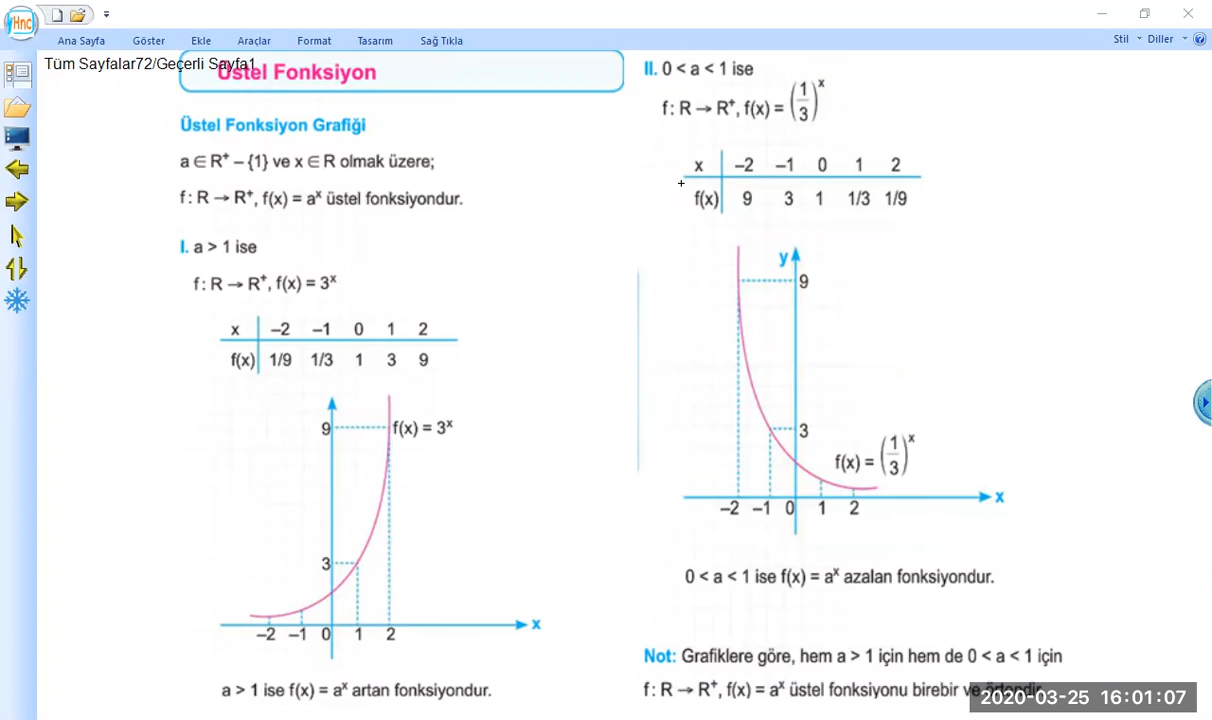 Hnc
Ana Sayfa Göster Ekle Araçlar Format Tasarım Sağ Tıkla
Stil Diller
Tüm Sayfalar72/Geçerli Sayfa1
Üstel Fonksiyon
Üstel Fonksiyon Grafiği
a ∈ R⁺ – {1} ve x ∈ R olmak üzere;
f : R → R⁺, f(x) = aˣ üstel fonksiyondur.
I. a > 1 ise
f : R → R⁺, f(x) = 3ˣ
x –2 –1 0 1 2
f(x) 1/9 1/3 1 3 9
9 f(x) = 3ˣ
3
x
–2 –1 0 1 2
a > 1 ise f(x) = aˣ artan fonksiyondur.
II. 0 < a < 1 ise
f : R → R⁺, f(x) = (1/3)ˣ
x –2 –1 0 1 2
f(x) 9 3 1 1/3 1/9
y
9
3
f(x) = (1/3)ˣ
x
–2 –1 0 1 2
0 < a < 1 ise f(x) = aˣ azalan fonksiyondur.
Not: Grafiklere göre, hem a > 1 için hem de 0 < a < 1 için
f : R → R⁺, f(x) = aˣ üstel fonksiyonu birebir ve örtendir.
2020-03-25 16:01:07